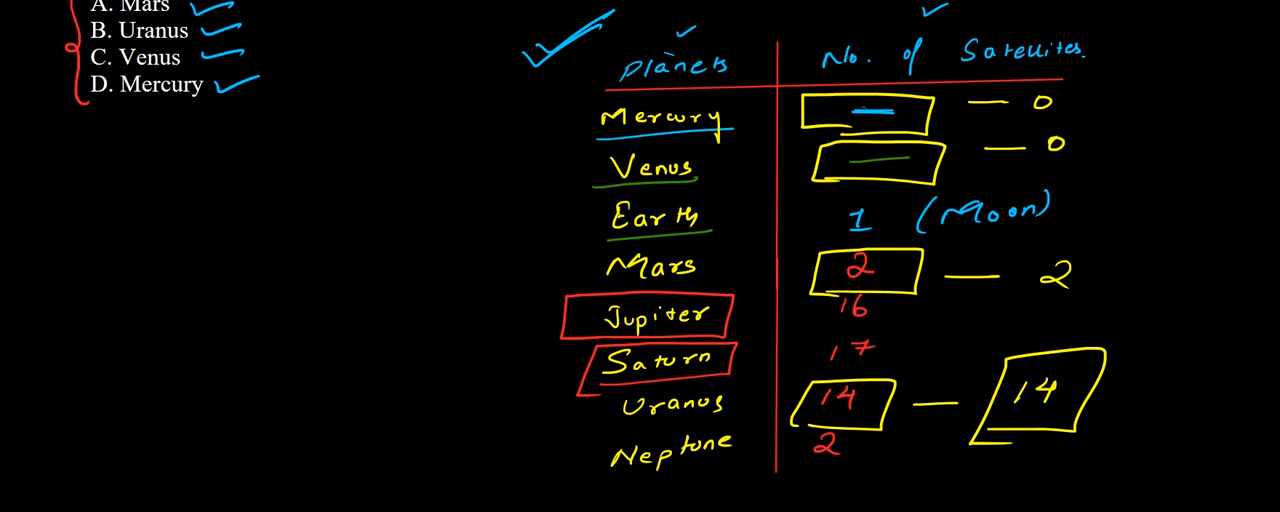 A. Mars
B. Uranus
C. Venus
D. Mercury
Planets No. of Satellites.
Mercury — — 0
Venus — — 0
Earth 1 (Moon)
Mars 2 — 2
Jupiter 16
Saturn 17
Uranus 14 — 14
Neptune 2